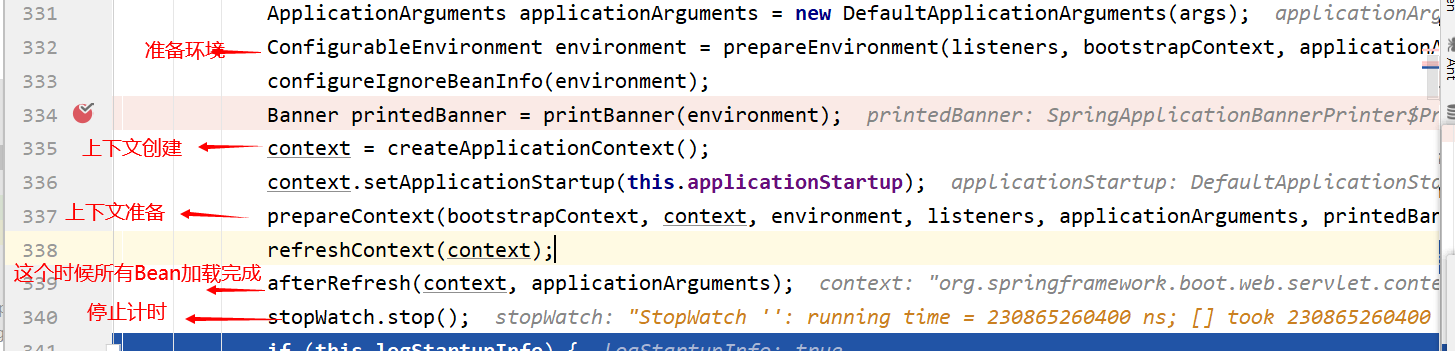 331 ApplicationArguments applicationArguments = new DefaultApplicationArguments(args); applicationArg
332 准备环境 ConfigurableEnvironment environment = prepareEnvironment(listeners, bootstrapContext, applicationA
333 configureIgnoreBeanInfo(environment);
Ant
334 Banner printedBanner = printBanner(environment); printedBanner: SpringApplicationBannerPrinter$Pr
335 上下文创建 context = createApplicationContext();
336 context.setApplicationStartup(this.applicationStartup); applicationStartup: DefaultApplicationSta
337 上下文准备 prepareContext(bootstrapContext, context, environment, listeners, applicationArguments, printedBan
338 refreshContext(context);
这个时候所有Bean加载完成
339 afterRefresh(context, applicationArguments); context: "org.springframework.boot.web.servlet.conte
340 停止计时 stopWatch.stop(); stopWatch: "StopWatch '': running time = 230865260400 ns; [] took 230865260400
341 if (this.logStartupInfo) { logStartupInfo: true